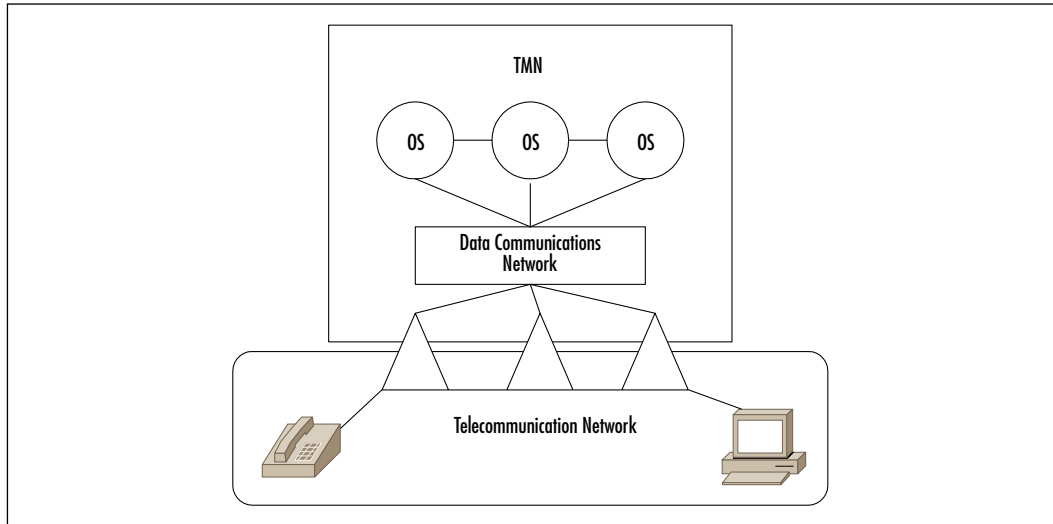 TMN
OS
OS
OS
Data Communications
Network
Telecommunication Network